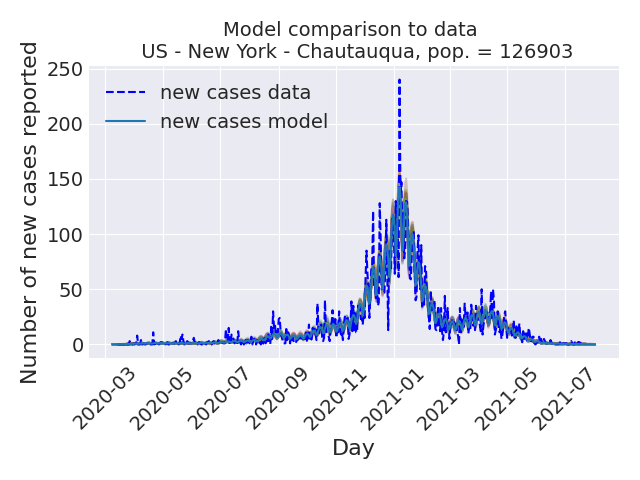 Model comparison to data
US - New York - Chautauqua, pop. = 126903
Number of new cases reported
250
200
150
100
50
0
new cases data
new cases model
2020-03
2020-05
2020-07
2020-09
2020-11
2021-01
2021-03
2021-05
2021-07
Day